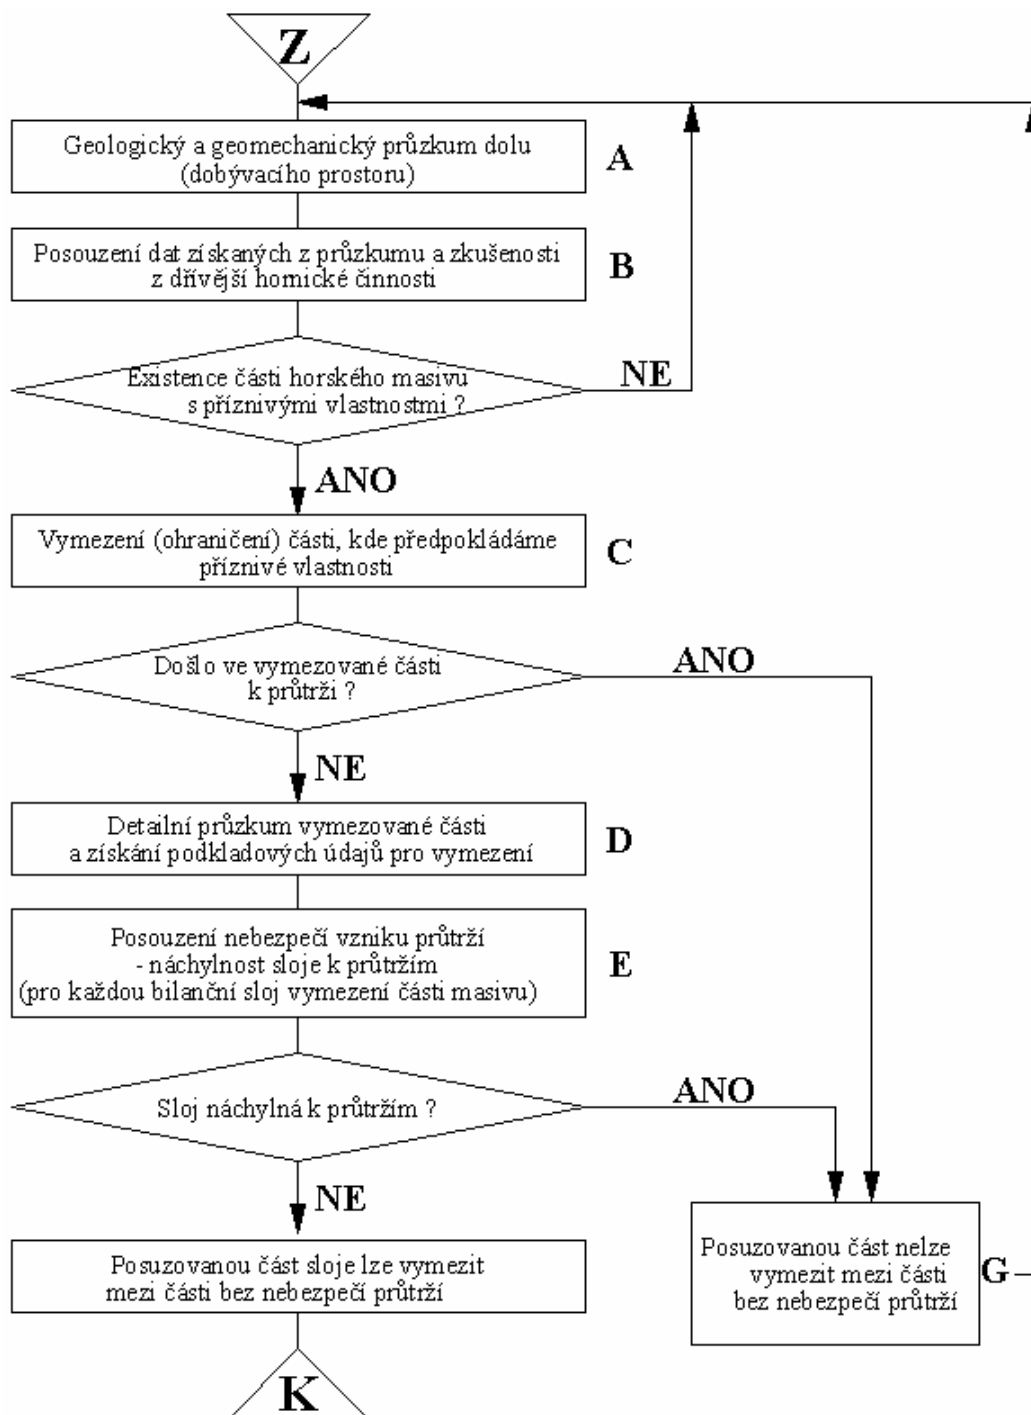 Z
Geologický a geomechanický průzkum dolu
(dobývacího prostoru)
A
Posouzení dat získaných z průzkumu a zkušenosti
z dřívější hornické činnosti
B
Existence části horského masivu
s příznivými vlastnostmi ?
NE
ANO
Vymezení (ohraničení) části, kde předpokládáme
příznivé vlastnosti
C
Došlo ve vymezované části
k průtrži ?
ANO
NE
Detailní průzkum vymezované části
a získání podkladových údajů pro vymezení
D
Posouzení nebezpečí vzniku průtrží
- náchylnost sloje k průtržím
(pro každou bilanční sloj vymezení části masivu)
E
Sloj náchylná k průtržím ?
ANO
NE
Posuzovanou část sloje lze vymezit
mezi části bez nebezpečí průtrží
Posuzovanou část nelze
vymezit mezi části
bez nebezpečí průtrží
G
K